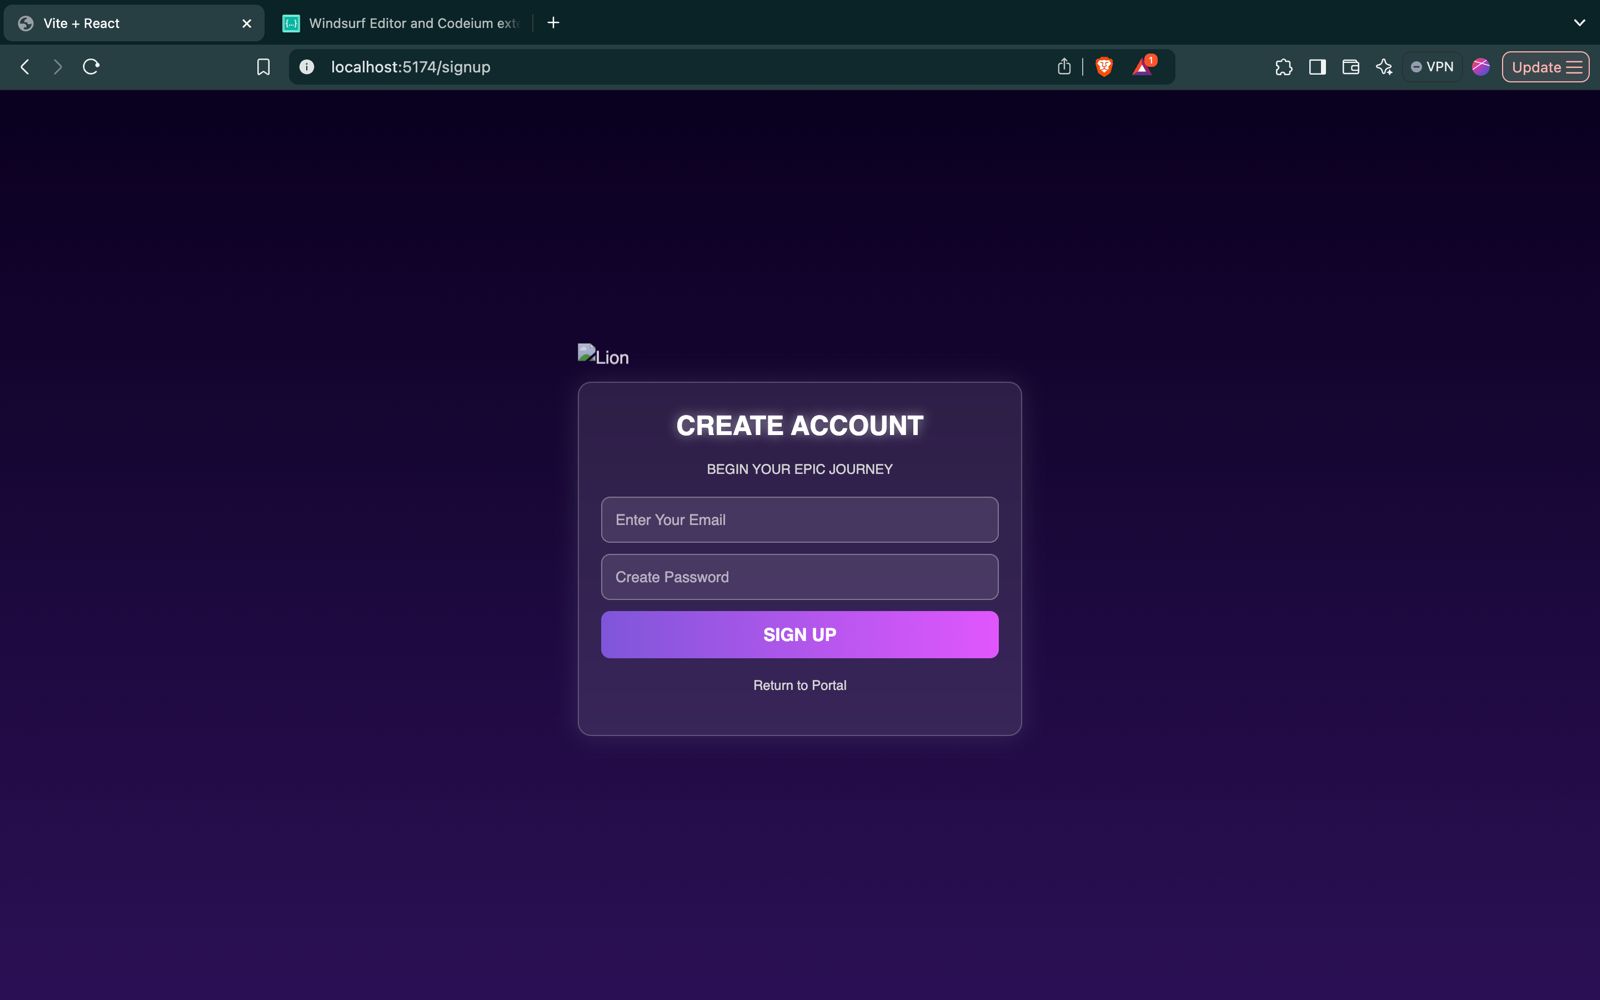 Vite + React
Windsurf Editor and Codeium ext
localhost:5174/signup
1
VPN
Update
Lion
CREATE ACCOUNT
BEGIN YOUR EPIC JOURNEY
Enter Your Email
Create Password
SIGN UP
Return to Portal